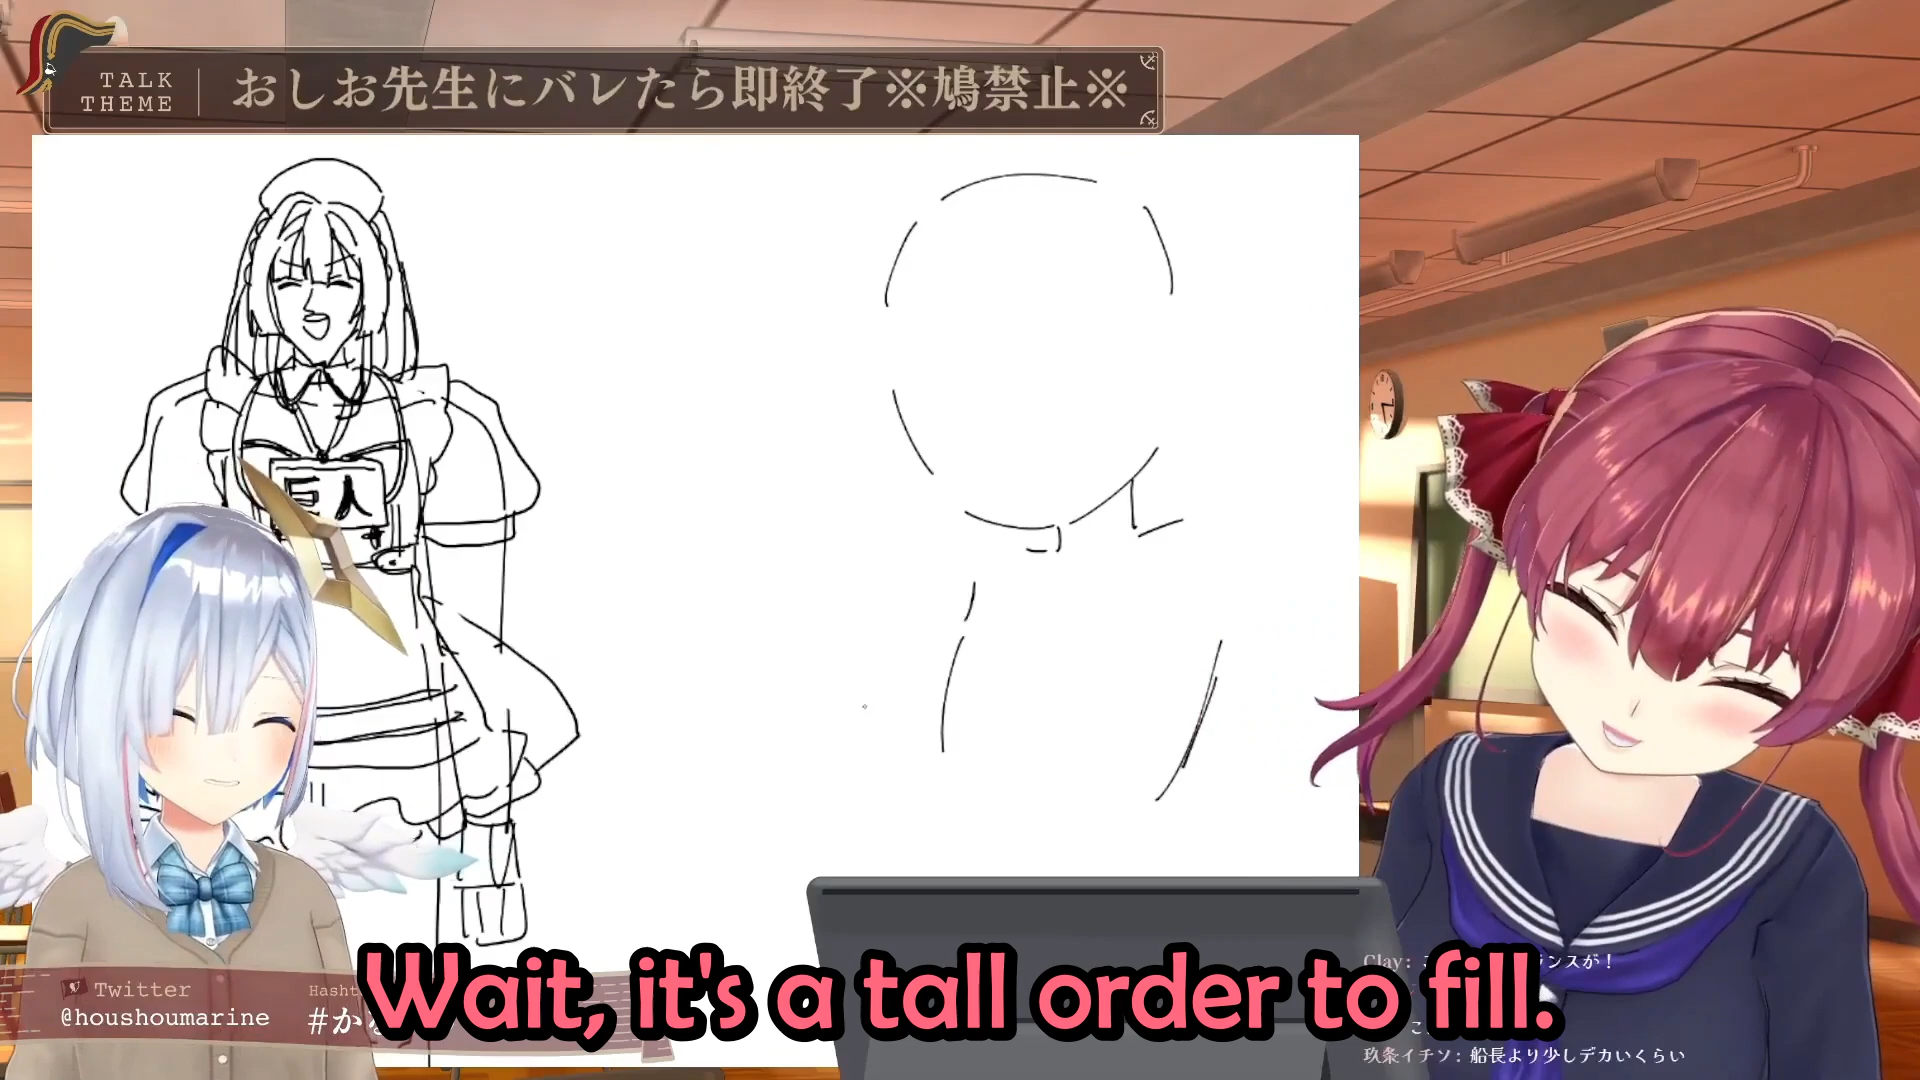 TALK
THEME
おしお先生にバレたら即終了※鳩禁止※
巨人
Twitter
@houshoumarine
#か
Wait, it's a tall order to fill.
Clay:
ンスが！
玖条イチソ: 船長より少しデカいくらい